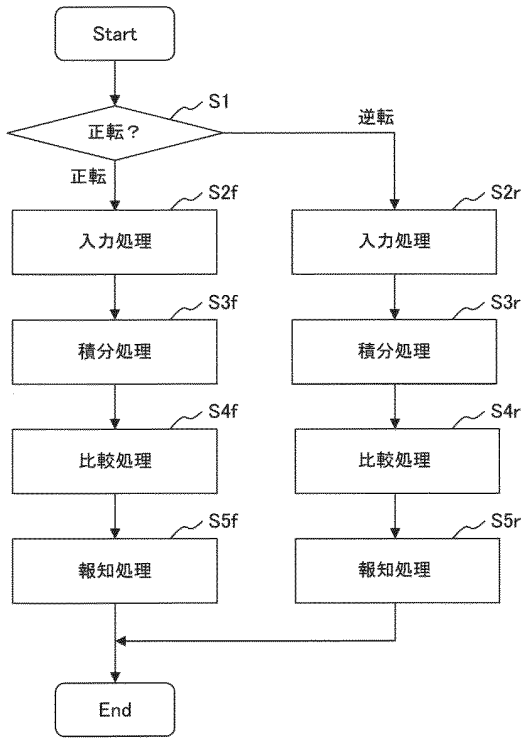 Start
S1
正転？
逆転
正転
S2f
S2r
入力処理
入力処理
S3f
S3r
積分処理
積分処理
S4f
S4r
比較処理
比較処理
S5f
S5r
報知処理
報知処理
End